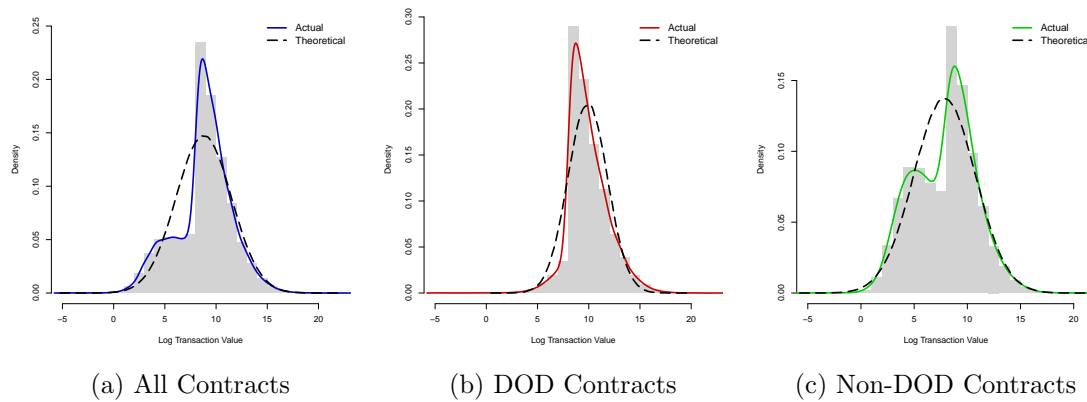 Actual
Theoretical
Density
0.00
0.05
0.10
0.15
0.20
0.25
−5 0 5 10 15 20
Log Transaction Value
(a) All Contracts
Actual
Theoretical
Density
0.00
0.05
0.10
0.15
0.20
0.25
0.30
−5 0 5 10 15 20
Log Transaction Value
(b) DOD Contracts
Actual
Theoretical
Density
0.00
0.05
0.10
0.15
−5 0 5 10 15 20
Log Transaction Value
(c) Non-DOD Contracts